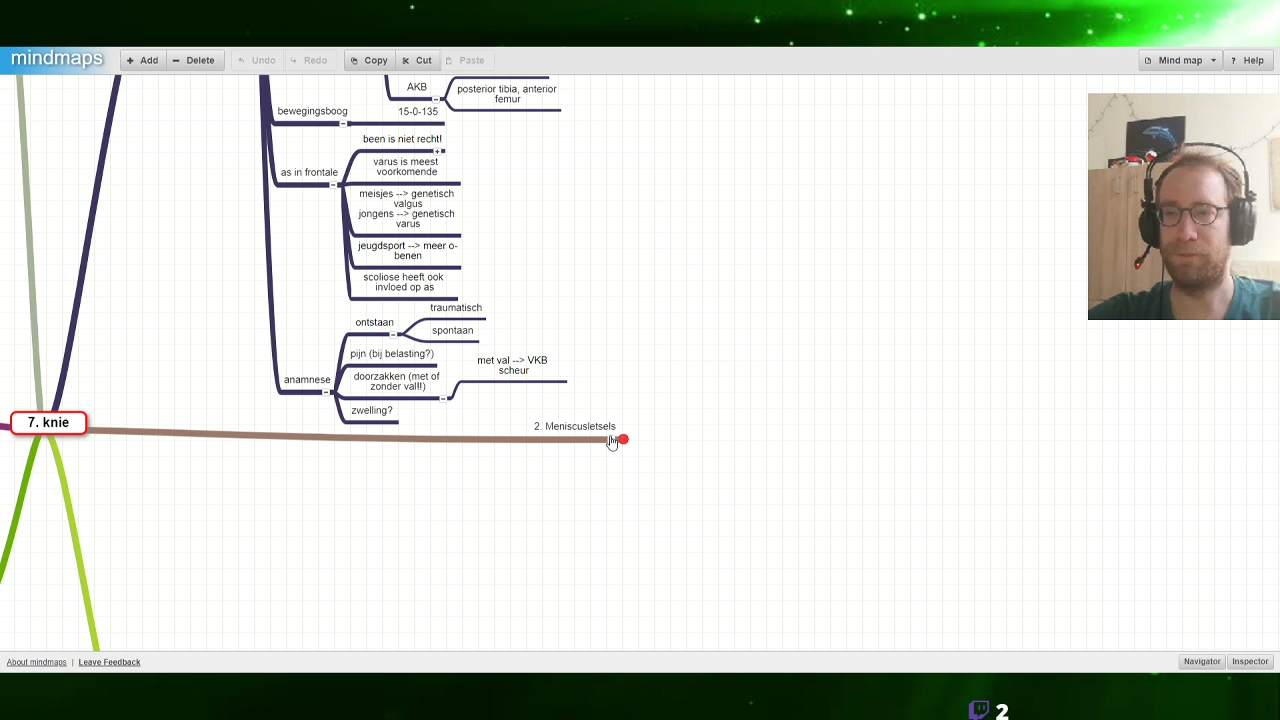 mindmaps
Add
Delete
Undo
Redo
Copy
Cut
Paste
Mind map
Help
AKB
posterior tibia, anterior
femur
bewegingsboog
15-0-135
been is niet recht!
as in frontale
varus is meest
voorkomende
meisjes --> genetisch
valgus
jongens --> genetisch
varus
jeugdsport --> meer o-
benen
scoliose heeft ook
invloed op as
anamnese
ontstaan
traumatisch
spontaan
pijn (bij belasting?)
doorzakken (met of
zonder val!!)
met val --> VKB
scheur
zwelling?
7. knie
2. Meniscusletsels
About mindmaps | Leave Feedback
Navigator
Inspector
2